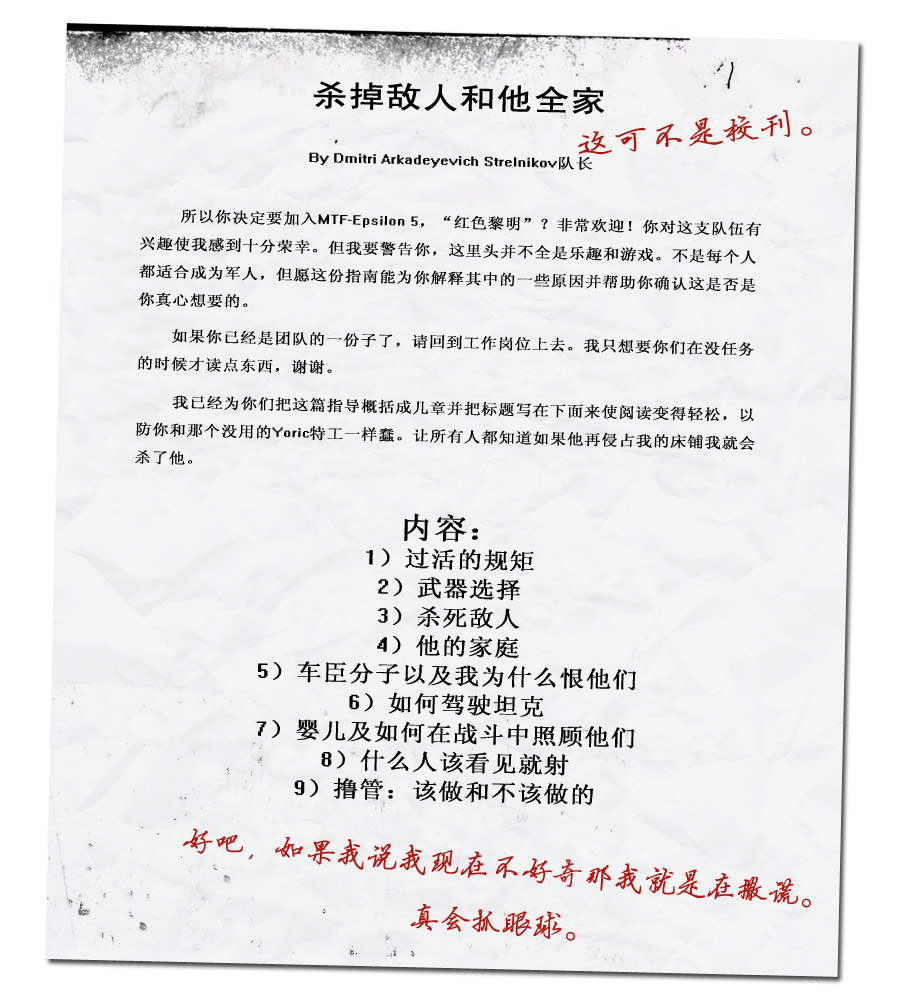 杀掉敌人和他全家
这可不是校刊。
By Dmitri Arkadeyevich Strelnikov队长
所以你决定要加入MTF-Epsilon 5，“红色黎明”？非常欢迎！你对这支队伍有
兴趣使我感到十分荣幸。但我要警告你，这里头并不全是乐趣和游戏。不是每个人
都适合成为军人，但愿这份指南能为你解释其中的一些原因并帮助你确认这是否是
你真心想要的。
如果你已经是团队的一份子了，请回到工作岗位上去。我只想要你们在没任务
的时候才读点东西，谢谢。
我已经为你们把这篇指导概括成几章并把标题写在下面来使阅读变得轻松，以
防你和那个没用的Yoric特工一样蠢。让所有人都知道如果他再侵占我的床铺我就会
杀了他。
内容：
1）过活的规矩
2）武器选择
3）杀死敌人
4）他的家庭
5）车臣分子以及我为什么恨他们
6）如何驾驶坦克
7）婴儿及如何在战斗中照顾他们
8）什么人该看见就射
9）撸管：该做和不该做的
好吧，如果我说我现在不好奇那我就是在撒谎。
真会抓眼球。